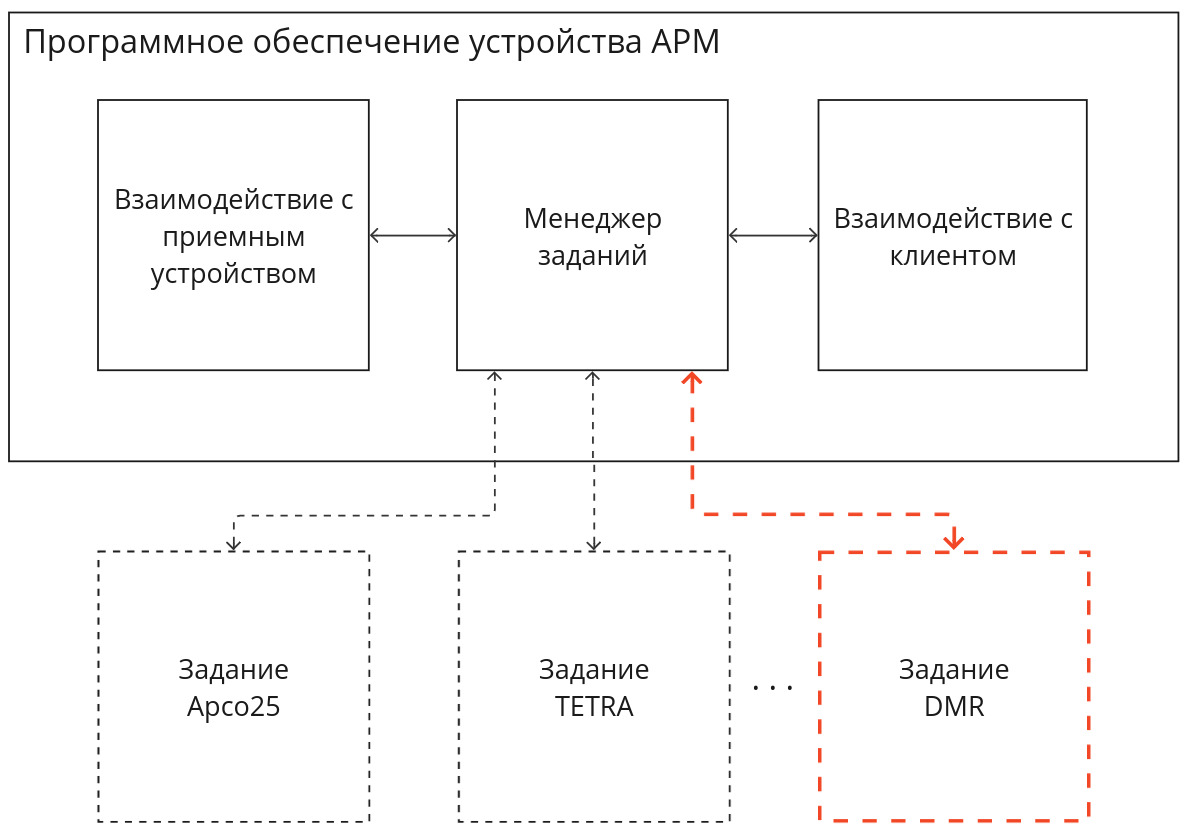 Программное обеспечение устройства АРМ
Взаимодействие с
приемным
устройством
Менеджер
заданий
Взаимодействие с
клиентом
Задание
Apco25
Задание
TETRA
. . .
Задание
DMR